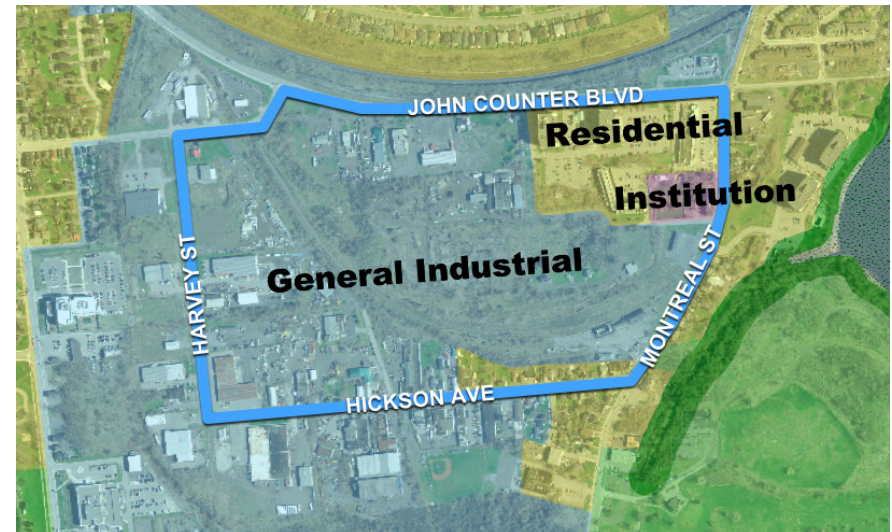 JOHN COUNTER BLVD
Residential
Institution
General Industrial
HARVEY ST
MONTREAL ST
HICKSON AVE